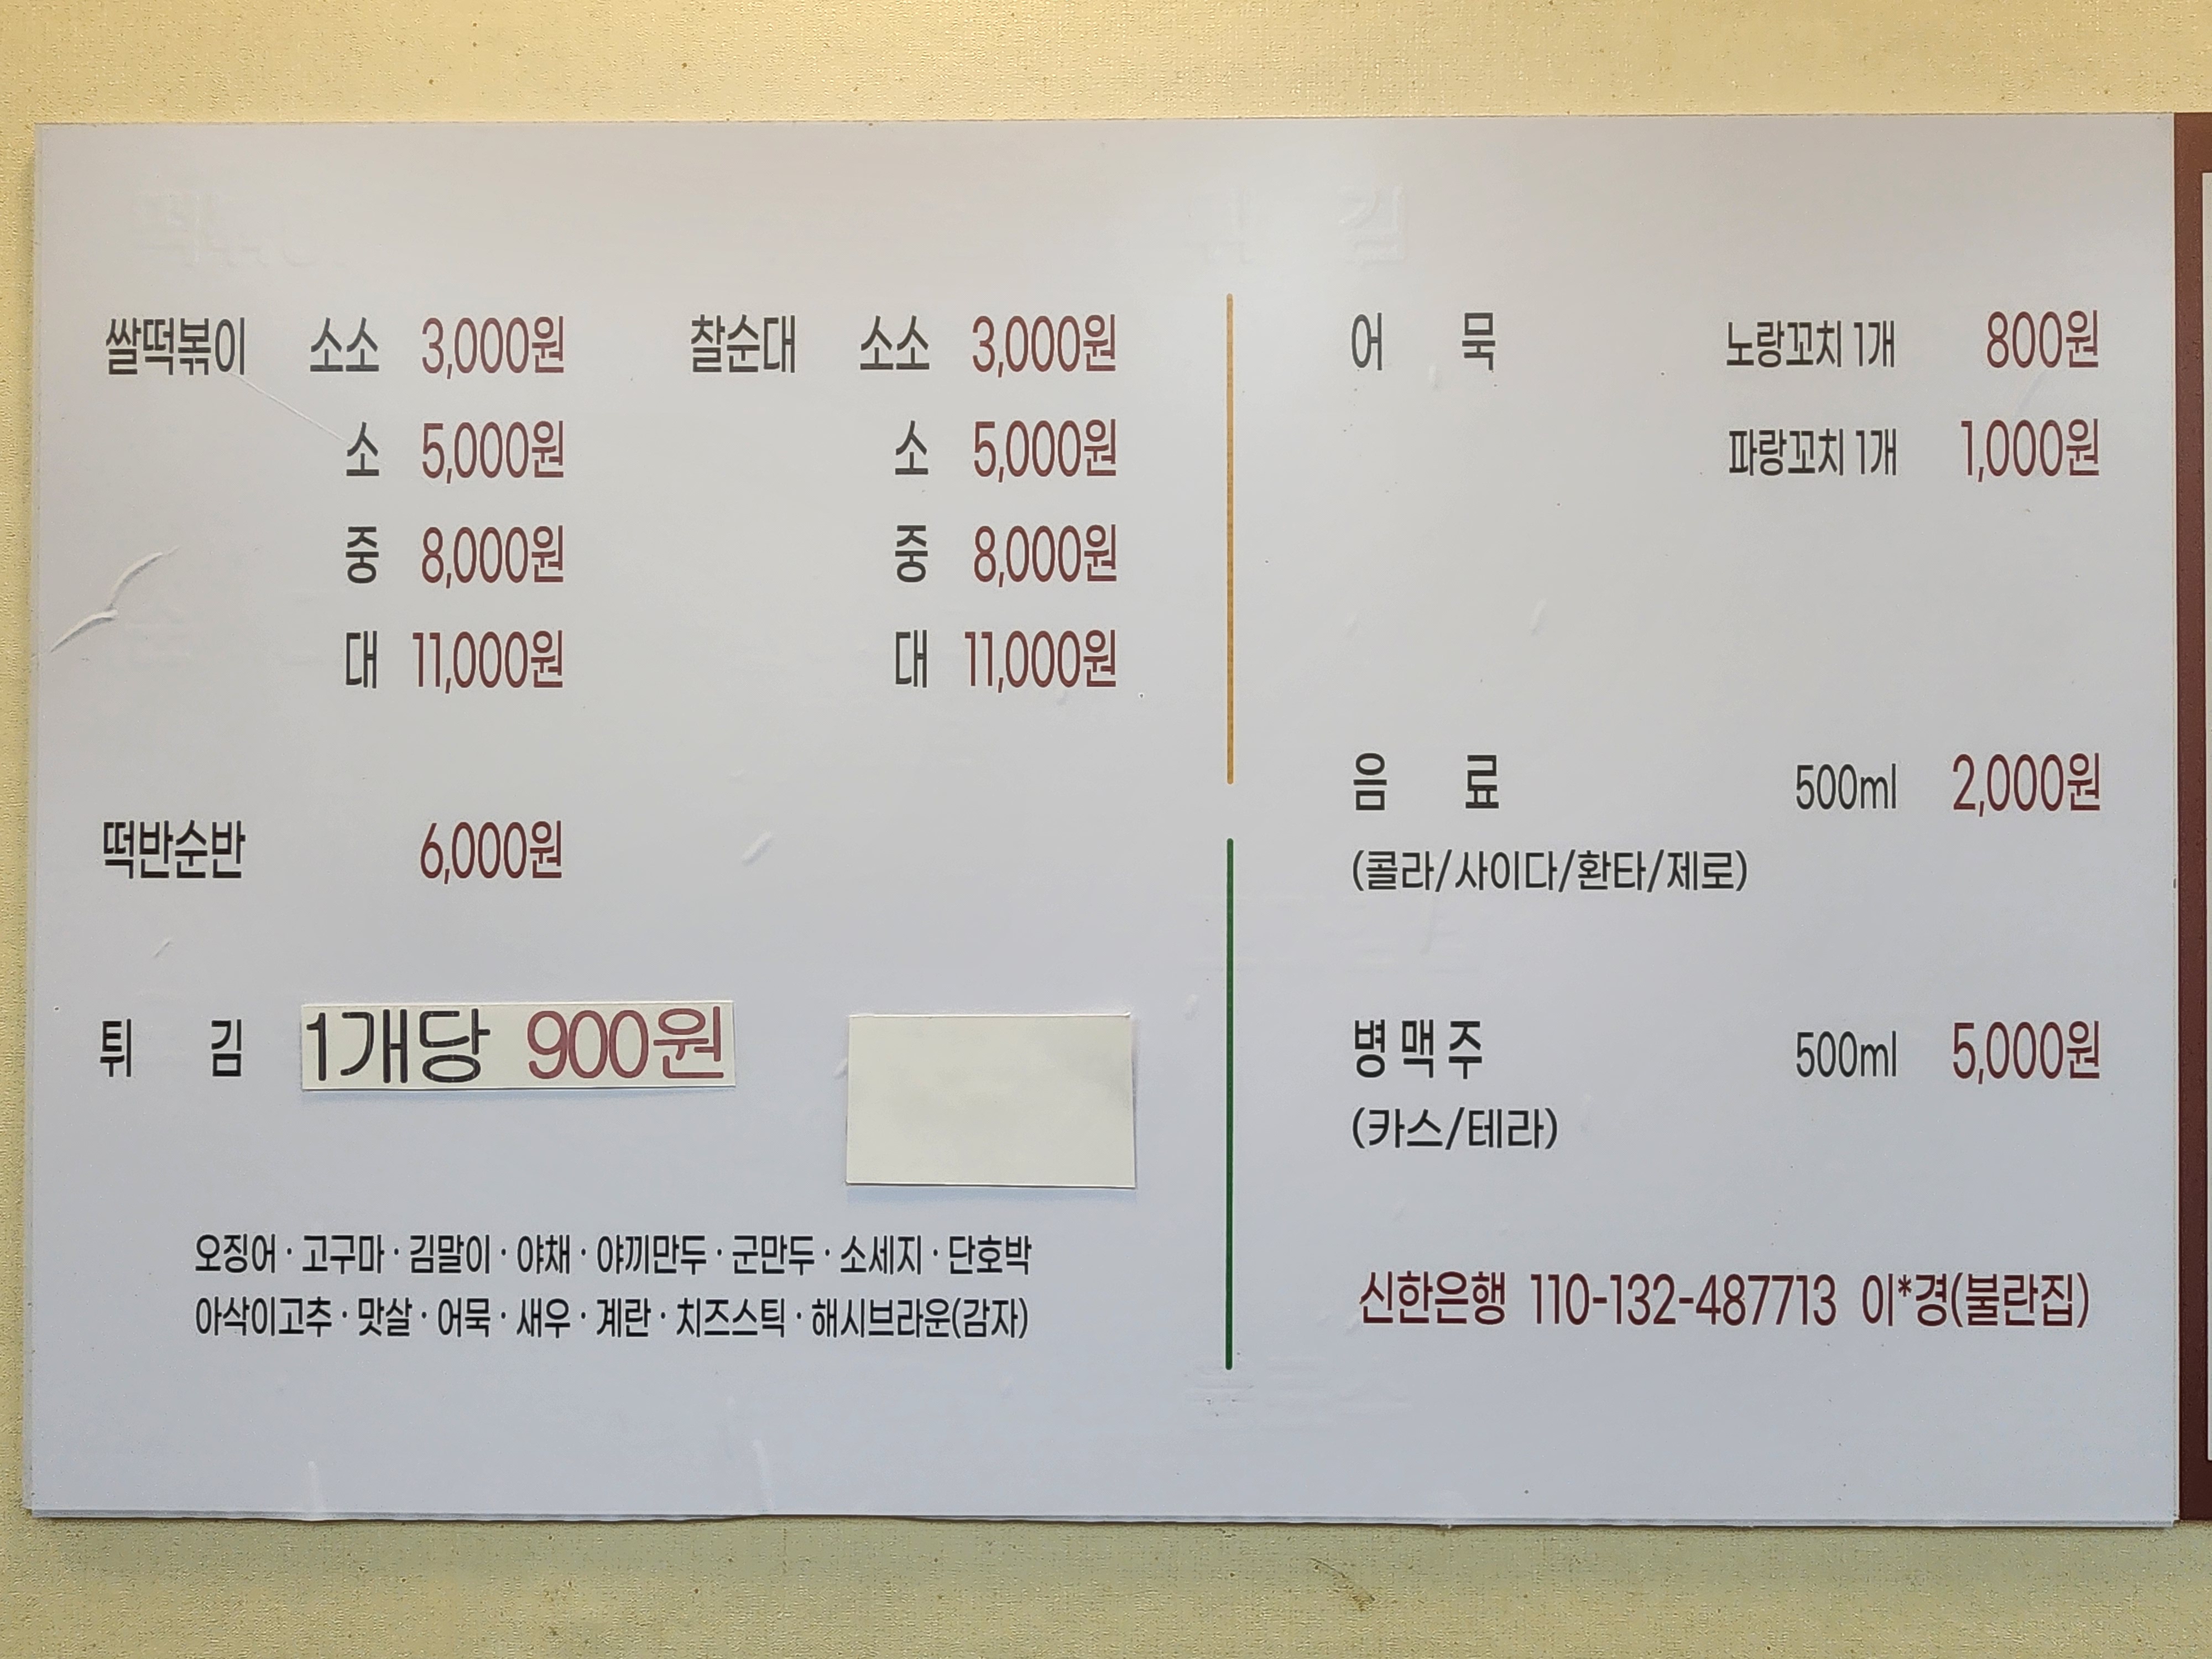 쌀떡볶이 소소 3,000원 찰순대 소소 3,000원
소 5,000원 소 5,000원
중 8,000원 중 8,000원
대 11,000원 대 11,000원
떡반순반 6,000원
튀 김 1개당 900원
오징어 · 고구마 · 김말이 · 야채 · 야끼만두 · 군만두 · 소세지 · 단호박
아삭이고추 · 맛살 · 어묵 · 새우 · 계란 · 치즈스틱 · 해시브라운(감자)
어 묵 노랑꼬치 1개 800원
파랑꼬치 1개 1,000원
음 료 500ml 2,000원
(콜라/사이다/환타/제로)
병 맥 주 500ml 5,000원
(카스/테라)
신한은행 110-132-487713 이*경(불란집)